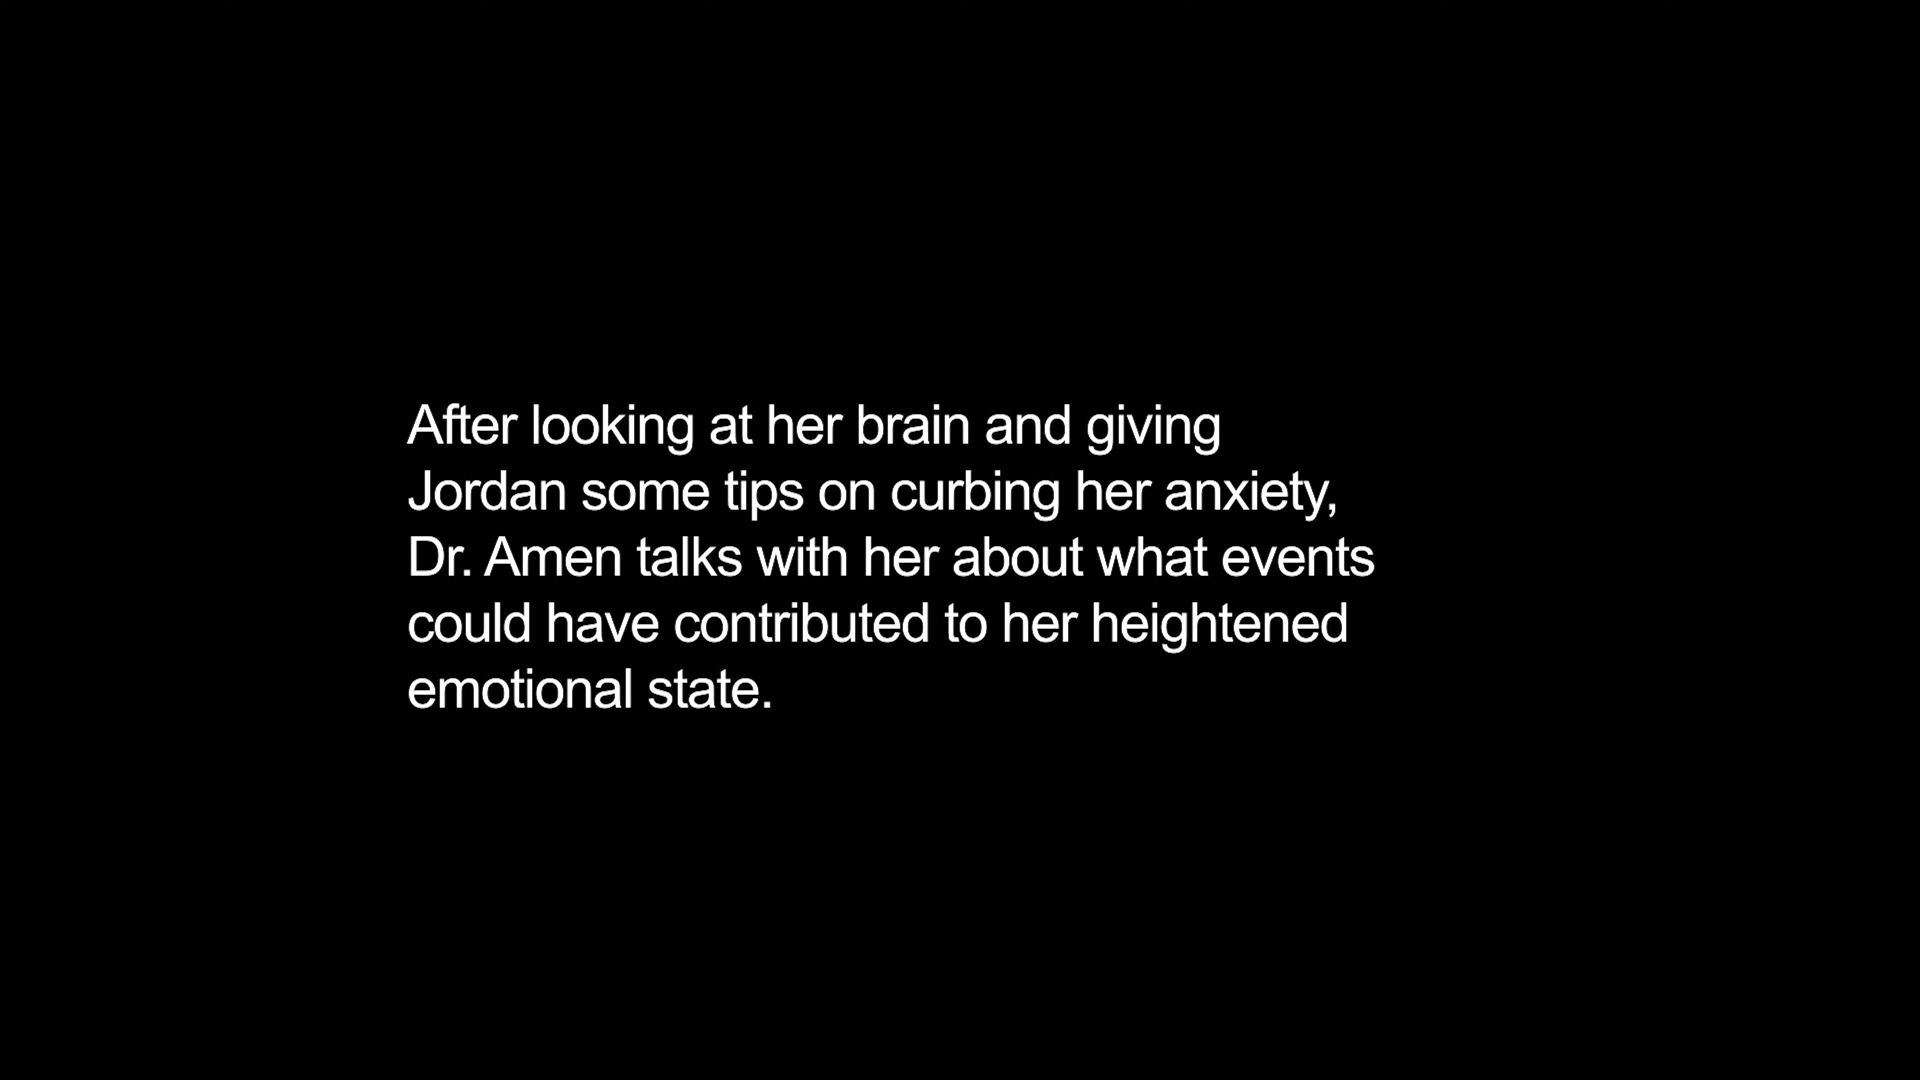 After looking at her brain and giving
Jordan some tips on curbing her anxiety,
Dr. Amen talks with her about what events
could have contributed to her heightened
emotional state.